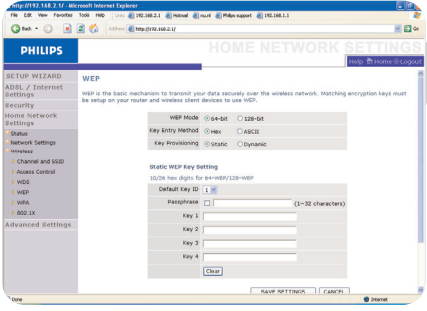 http://192.168.2.1/ - Microsoft Internet Explorer
File Edit View Favorites Tools Help Links 192.168.2.1 Hotmail nu.nl Philips support 192.168.1.1
Back Address http://192.168.2.1/ Go
PHILIPS
HOME NETWORK SETTINGS
Help Home Logout
SETUP WIZARD
ADSL / Internet Settings
Security
Home Network Settings
Status
Network Settings
Wireless
Channel and SSID
Access Control
WDS
WEP
WPA
802.1X
Advanced Settings
WEP
WEP is the basic mechanism to transmit your data securely over the wireless network. Matching encryption keys must
be setup on your router and wireless client devices to use WEP.
WEP Mode 64-bit 128-bit
Key Entry Method Hex ASCII
Key Provisioning Static Dynamic
Static WEP Key Setting
10/26 hex digits for 64-WEP/128-WEP
Default Key ID 1
Passphrase (1~32 characters)
Key 1
Key 2
Key 3
Key 4
Clear
SAVE SETTINGS CANCEL
Done Internet